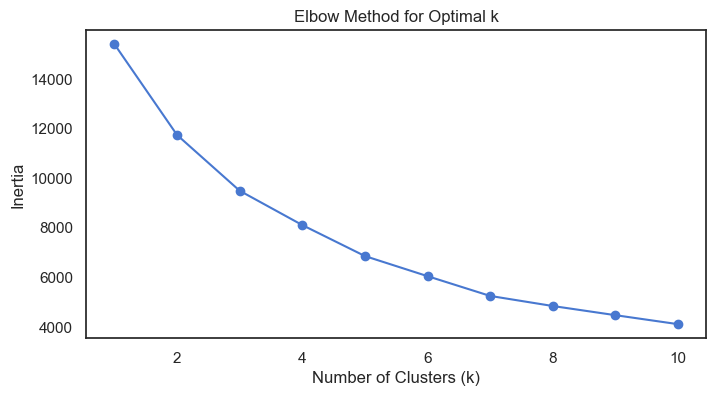 Elbow Method for Optimal k
Inertia
14000
12000
10000
8000
6000
4000
2 4 6 8 10
Number of Clusters (k)